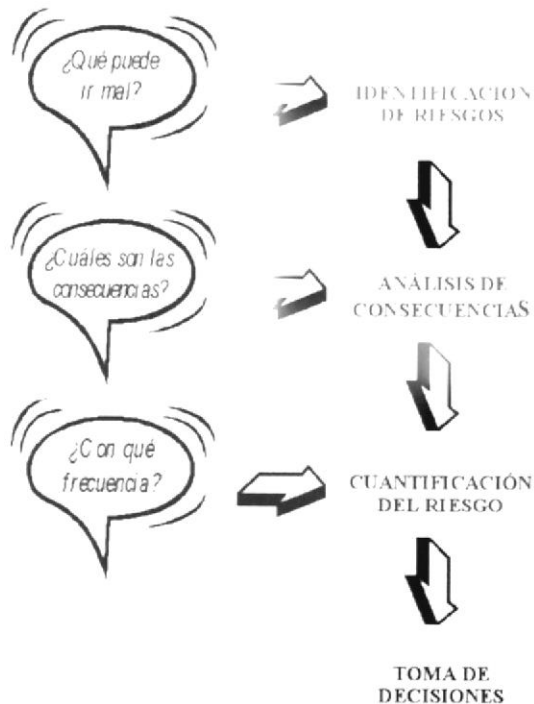 ¿Qué puede
ir mal?
IDENTIFICACION
DE RIESGOS
¿Cuáles son las
consecuencias?
ANÁLISIS DE
CONSECUENCIAS
¿Con qué
frecuencia?
CUANTIFICACIÓN
DEL RIESGO
TOMA DE
DECISIONES